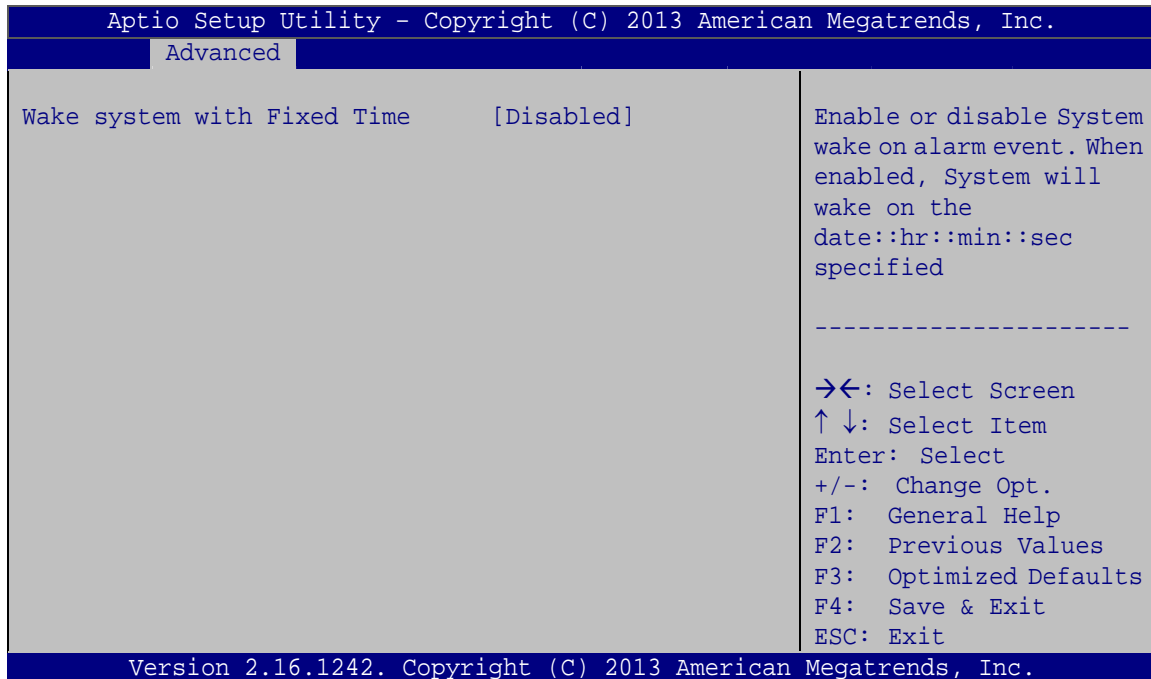 Aptio Setup Utility – Copyright (C) 2013 American Megatrends, Inc.
Advanced
Wake system with Fixed Time [Disabled]
Enable or disable System
wake on alarm event. When
enabled, System will
wake on the
date::hr::min::sec
specified
----------------------
→←: Select Screen
↑ ↓: Select Item
Enter: Select
+/-: Change Opt.
F1: General Help
F2: Previous Values
F3: Optimized Defaults
F4: Save & Exit
ESC: Exit
Version 2.16.1242. Copyright (C) 2013 American Megatrends, Inc.